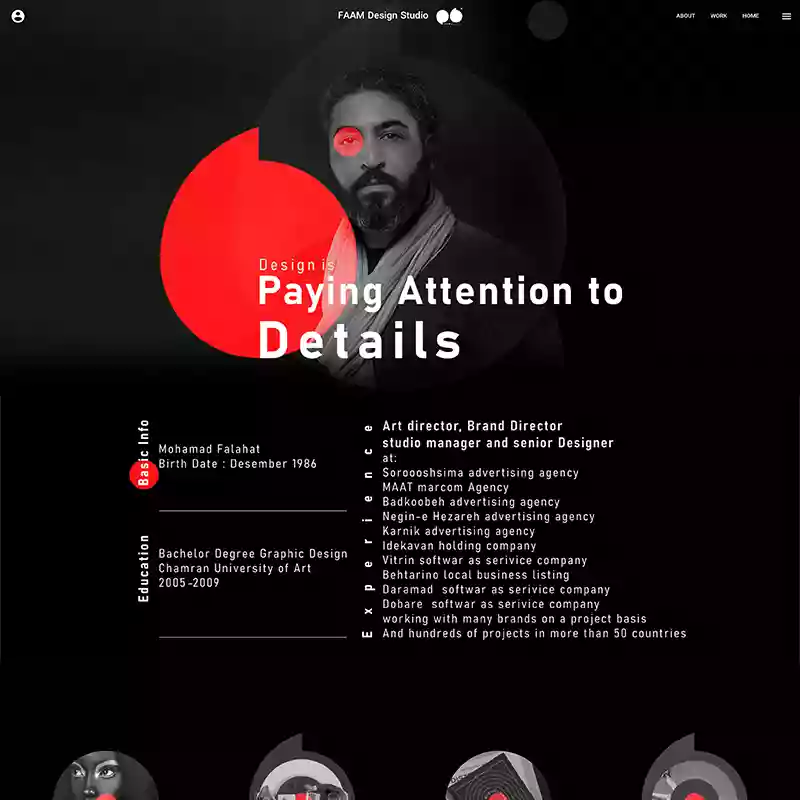 FAAM Design Studio
ABOUT WORK HOME
Design is
Paying Attention to
Details
Basic Info
Mohamad Falahat
Birth Date : Desember 1986
Education
Bachelor Degree Graphic Design
Chamran University of Art
2005-2009
Experience
Art director, Brand Director
studio manager and senior Designer
at:
Soroooshsima advertising agency
MAAT marcom Agency
Badkoobeh advertising agency
Negin-e Hezareh advertising agency
Karnik advertising agency
Idekavan holding company
Vitrin softwar as serivice company
Behtarino local business listing
Daramad softwar as serivice company
Dobare softwar as serivice company
working with many brands on a project basis
And hundreds of projects in more than 50 countries